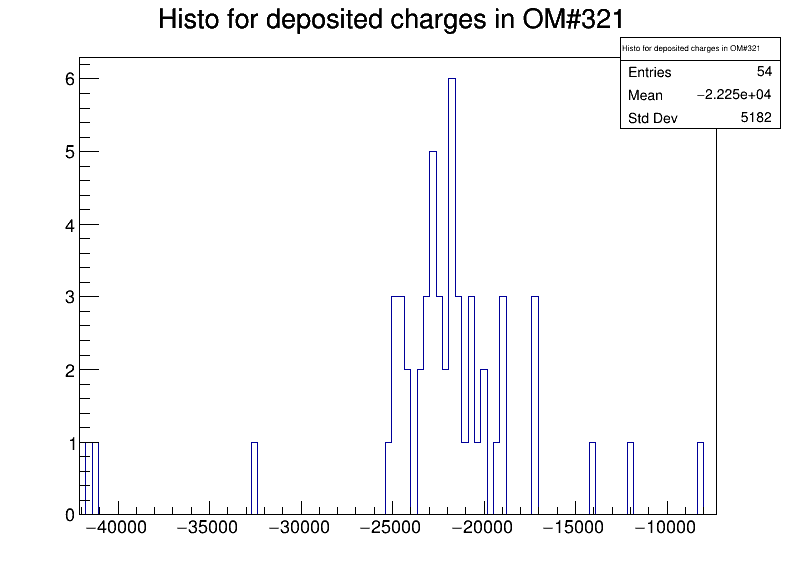 Histo for deposited charges in OM#321
Histo for deposited charges in OM#321
Entries 54
Mean −2.225e+04
Std Dev 5182
6
5
4
3
2
1
0
−40000 −35000 −30000 −25000 −20000 −15000 −10000